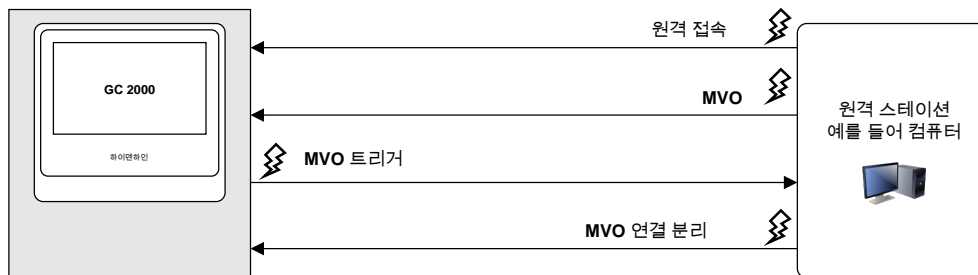 GC 2000
하이덴하인
원격 접속
MVO
MVO 트리거
MVO 연결 분리
원격 스테이션
예를 들어 컴퓨터